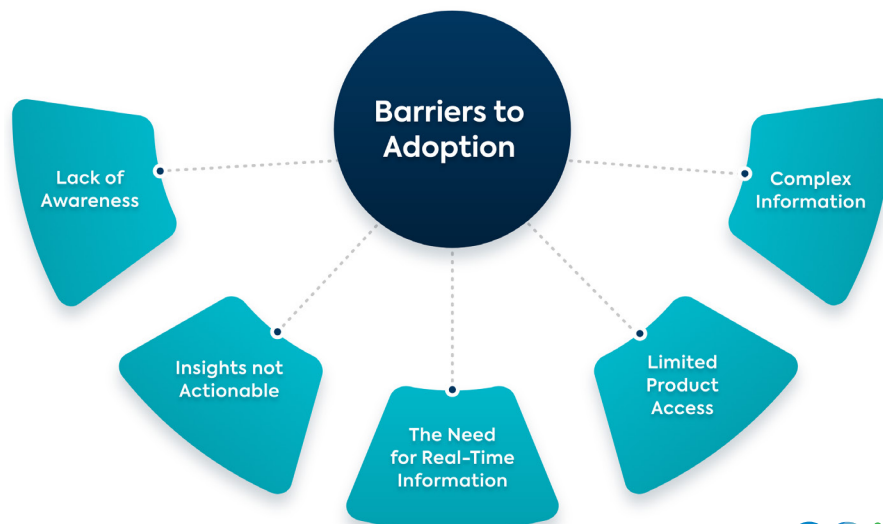 Barriers to
Adoption
Lack of
Awareness
Insights not
Actionable
The Need
for Real-Time
Information
Limited
Product
Access
Complex
Information